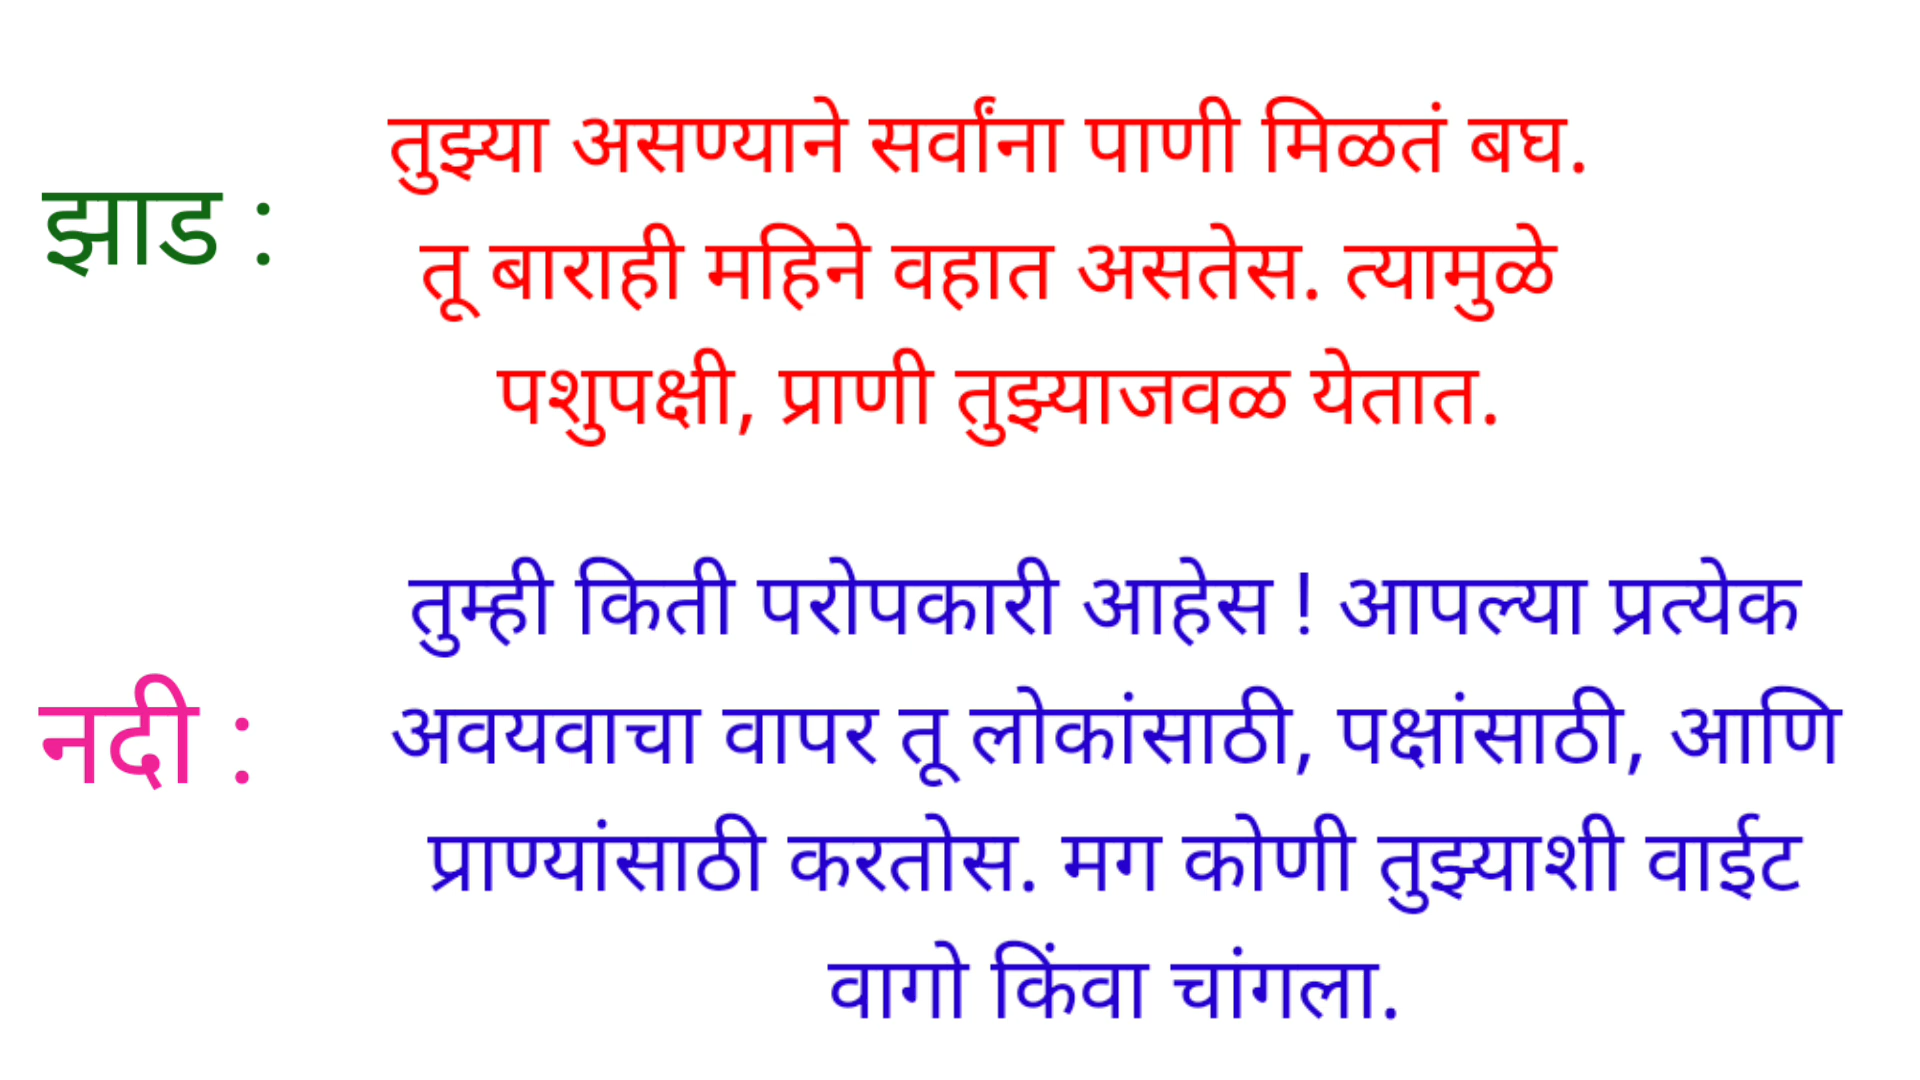 झाड :
तुझ्या असण्याने सर्वांना पाणी मिळतं बघ.
तू बाराही महिने वहात असतेस. त्यामुळे
पशुपक्षी, प्राणी तुझ्याजवळ येतात.
नदी :
तुम्ही किती परोपकारी आहेस ! आपल्या प्रत्येक
अवयवाचा वापर तू लोकांसाठी, पक्षांसाठी, आणि
प्राण्यांसाठी करतोस. मग कोणी तुझ्याशी वाईट
वागो किंवा चांगला.